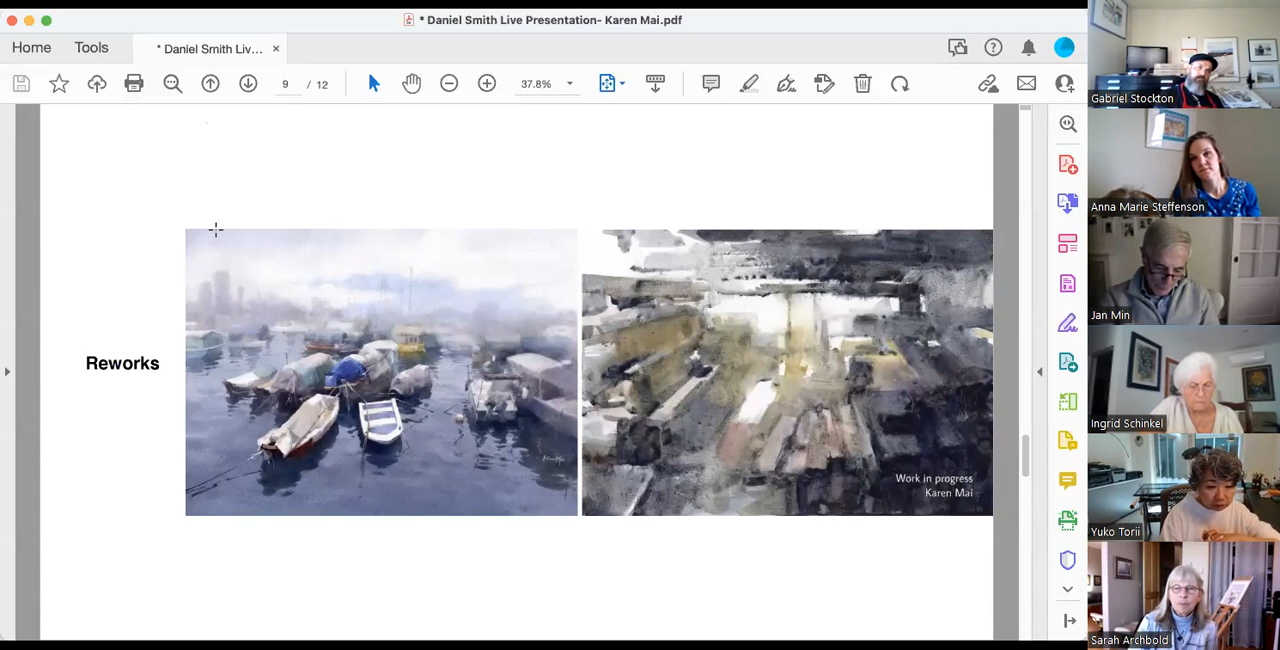 * Daniel Smith Live Presentation- Karen Mai.pdf
Home
Tools
* Daniel Smith Liv...
9 / 12
37.8%
Reworks
Work in progress
Karen Mai
Gabriel Stockton
Anna Marie Steffenson
Jan Min
Ingrid Schinkel
Yuko Torii
Sarah Archbold